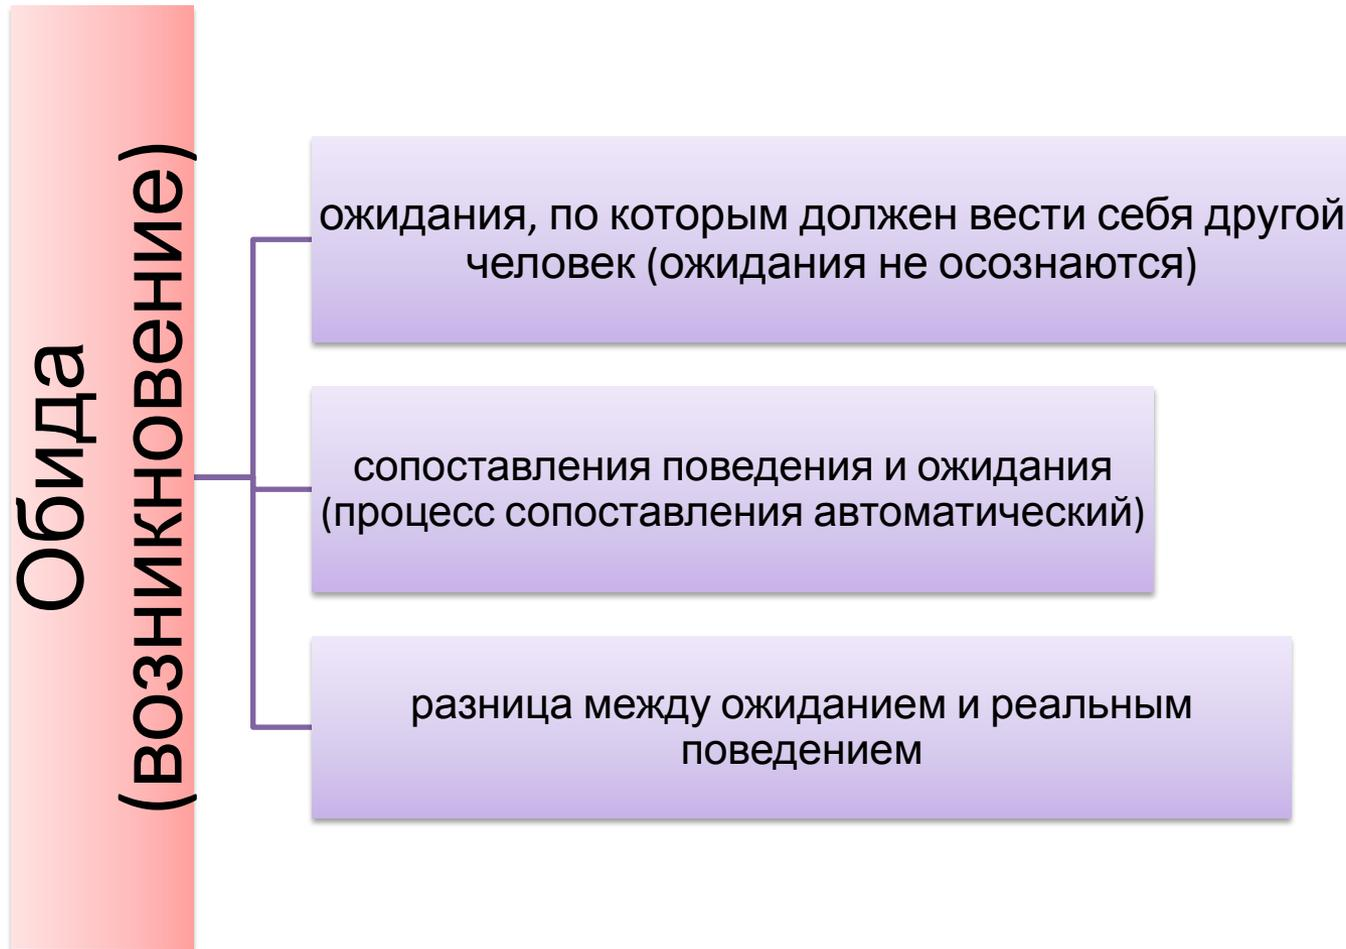 Обида
(возникновение)
ожидания, по которым должен вести себя другой
человек (ожидания не осознаются)
сопоставления поведения и ожидания
(процесс сопоставления автоматический)
разница между ожиданием и реальным
поведением